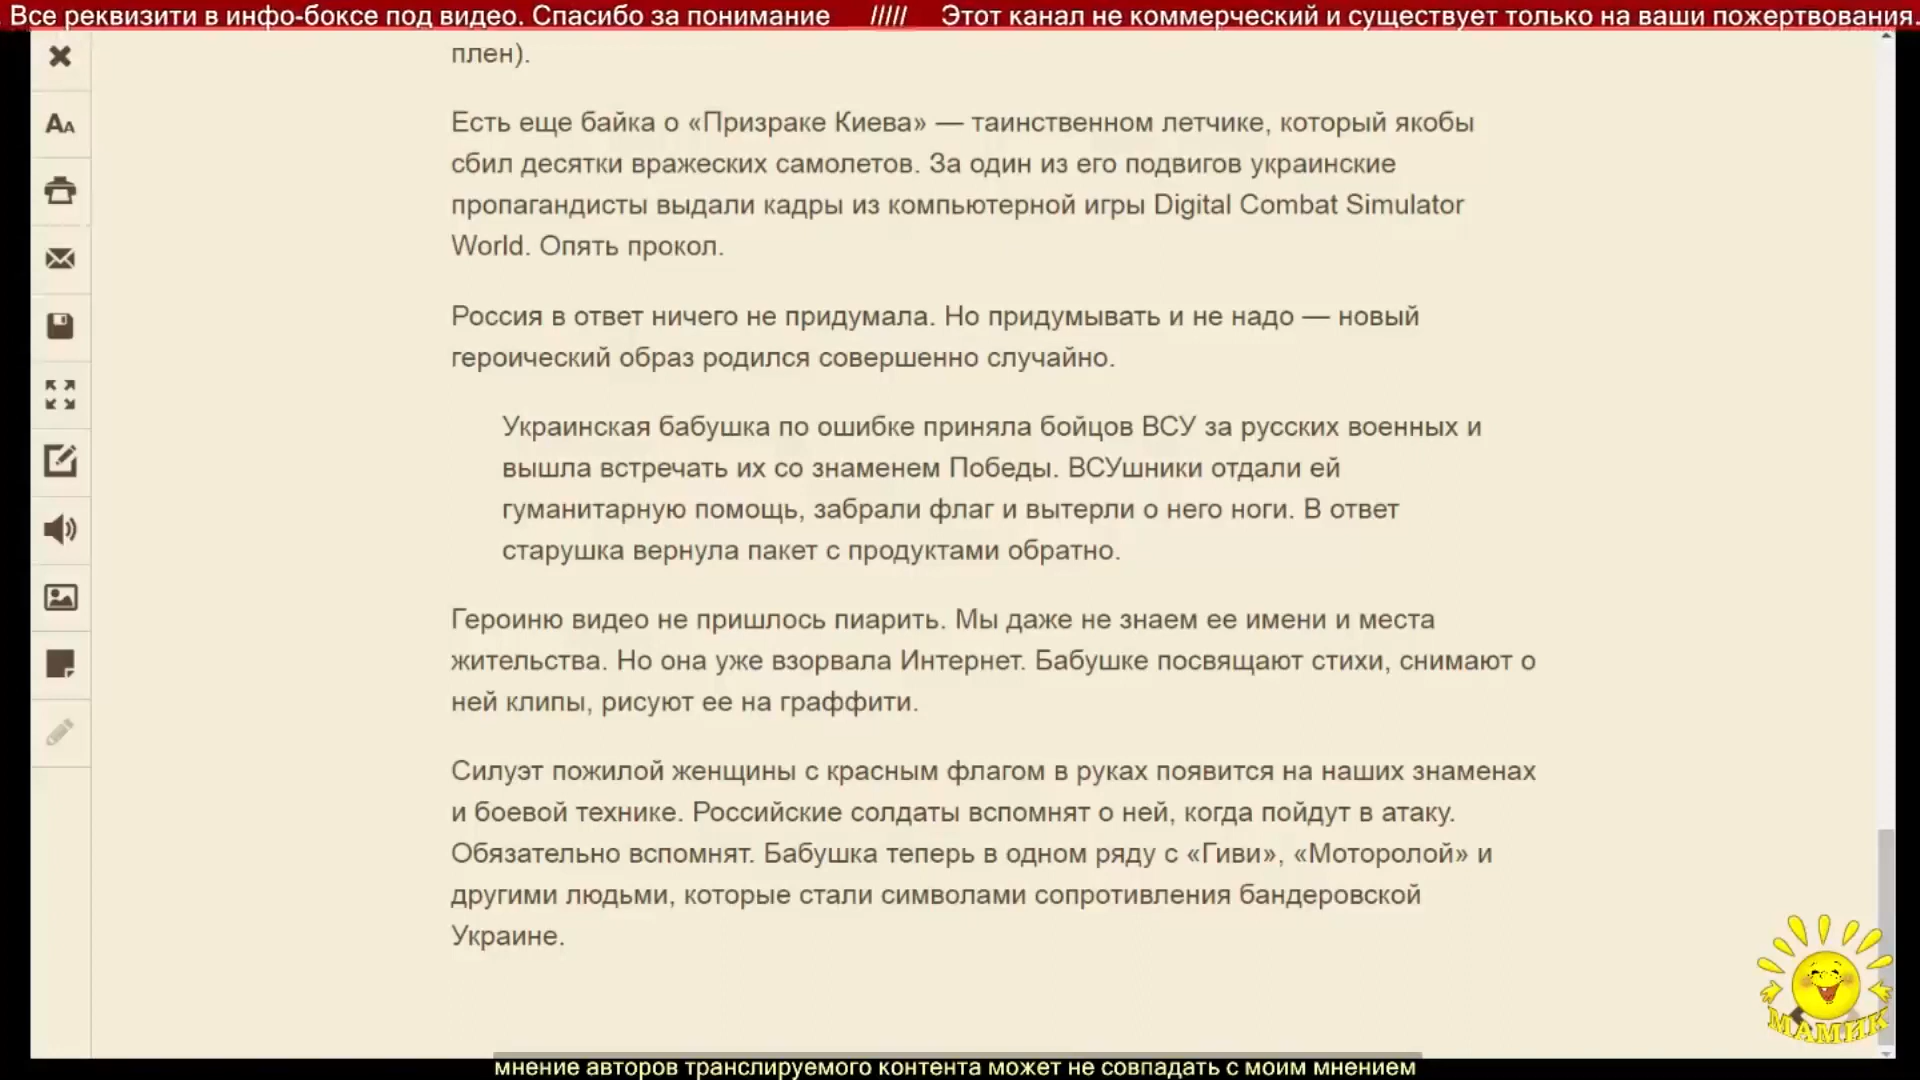 Все реквизити в инфо-боксе под видео. Спасибо за понимание ///// Этот канал не коммерческий и существует только на ваши пожертвования.
плен).
Есть еще байка о «Призраке Киева» — таинственном летчике, который якобы
сбил десятки вражеских самолетов. За один из его подвигов украинские
пропагандисты выдали кадры из компьютерной игры Digital Combat Simulator
World. Опять прокол.
Россия в ответ ничего не придумала. Но придумывать и не надо — новый
героический образ родился совершенно случайно.
Украинская бабушка по ошибке приняла бойцов ВСУ за русских военных и
вышла встречать их со знаменем Победы. ВСУшники отдали ей
гуманитарную помощь, забрали флаг и вытерли о него ноги. В ответ
старушка вернула пакет с продуктами обратно.
Героиню видео не пришлось пиарить. Мы даже не знаем ее имени и места
жительства. Но она уже взорвала Интернет. Бабушке посвящают стихи, снимают о
ней клипы, рисуют ее на граффити.
Силуэт пожилой женщины с красным флагом в руках появится на наших знаменах
и боевой технике. Российские солдаты вспомнят о ней, когда пойдут в атаку.
Обязательно вспомнят. Бабушка теперь в одном ряду с «Гиви», «Моторолой» и
другими людьми, которые стали символами сопротивления бандеровской
Украине.
МАМИК
мнение авторов транслируемого контента может не совпадать с моим мнением